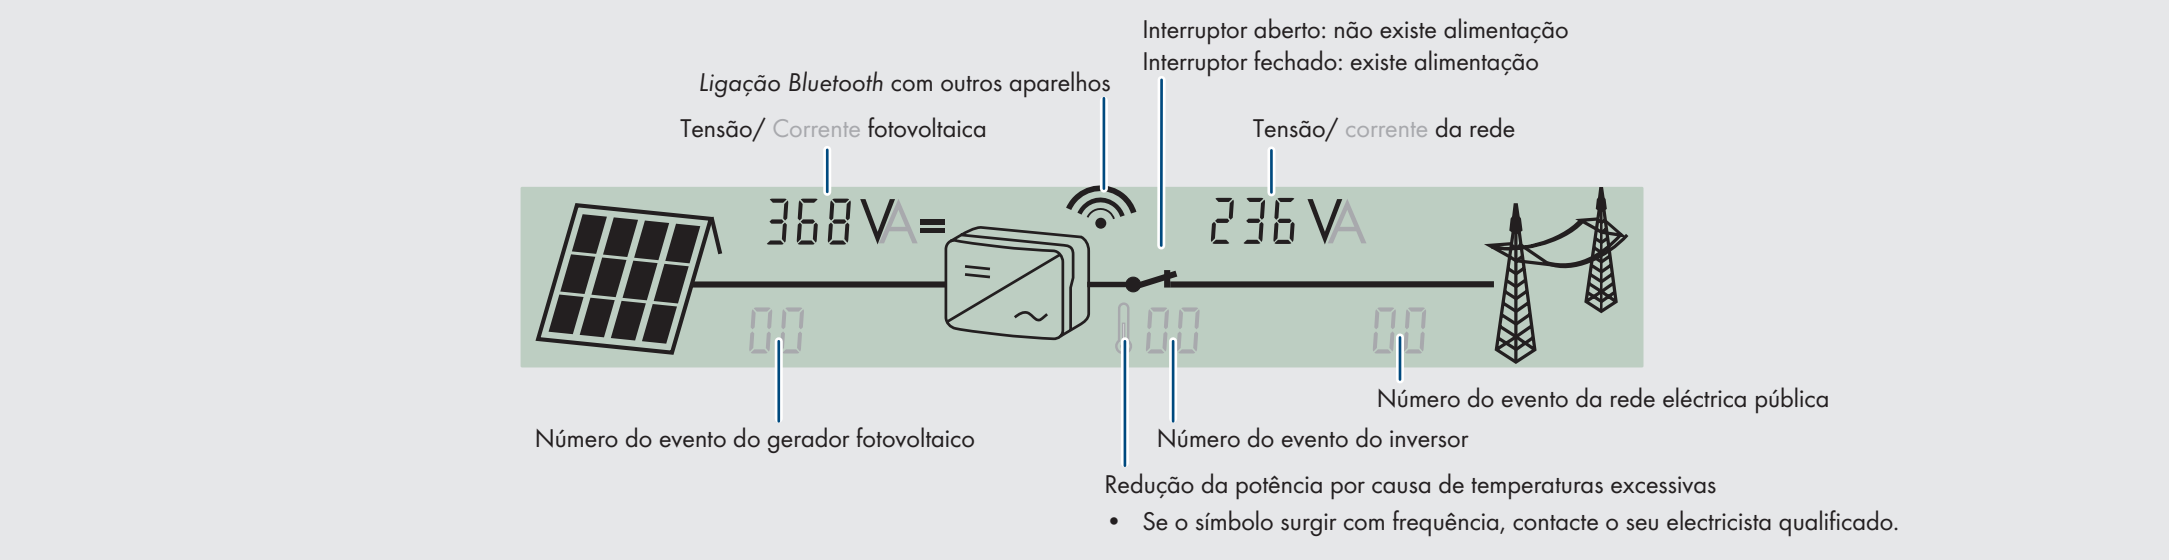 Interruptor aberto: não existe alimentação
Interruptor fechado: existe alimentação
Ligação Bluetooth com outros aparelhos
Tensão/ Corrente fotovoltaica
Tensão/ corrente da rede
368 VA 236 VA
00 00 00
Número do evento da rede eléctrica pública
Número do evento do gerador fotovoltaico
Número do evento do inversor
Redução da potência por causa de temperaturas excessivas
• Se o símbolo surgir com frequência, contacte o seu electricista qualificado.